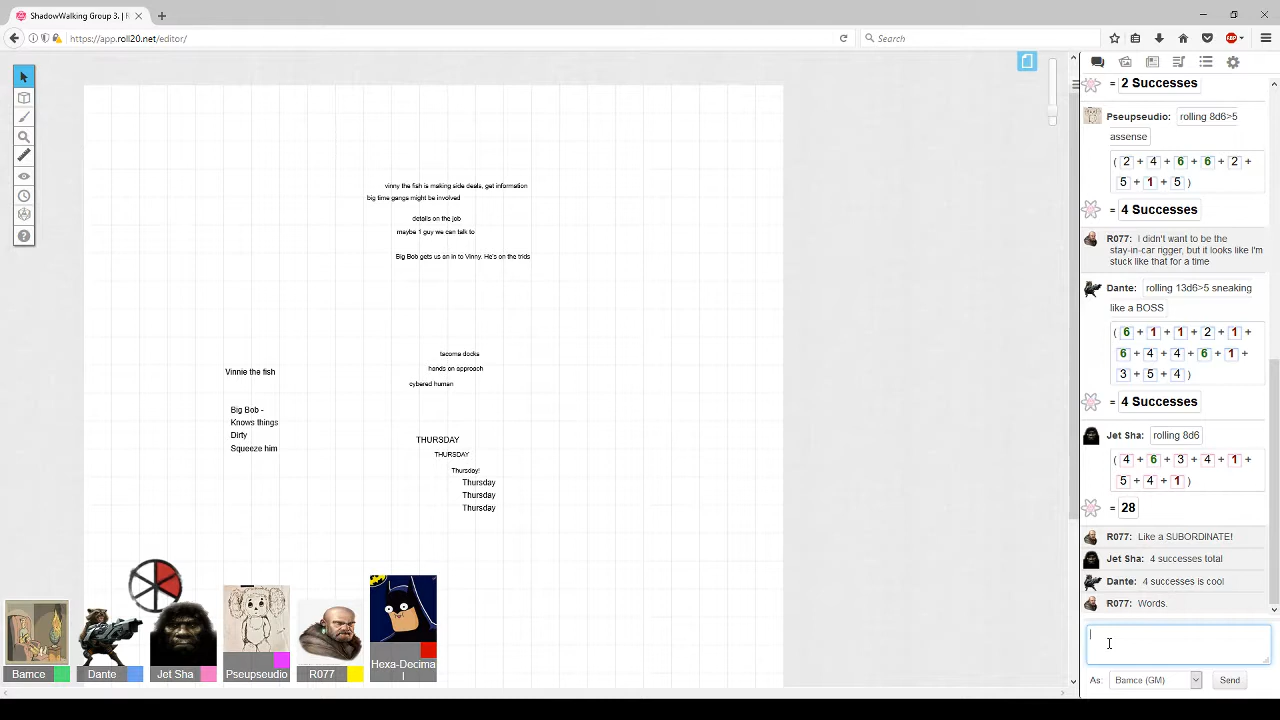 ShadowWalking Group 3. | R
https://app.roll20.net/editor/
Search
ABP
vinny the fish is making side deals, get information
big time gangs might be involved
details on the job
maybe 1 guy we can talk to
Big Bob gets us an in to Vinny. He's on the trids
tacoma docks
hands on approach
cybered human
Vinnie the fish
Big Bob -
Knows things
Dirty
Squeeze him
THURSDAY
THURSDAY
Thursday!
Thursday
Thursday
Thursday
Bamce
Dante
Jet Sha
Pseupseudio
R077
Hexa-Decima
l
= 2 Successes
Pseupseudio: rolling 8d6>5
assense
( 2 + 4 + 6 + 6 + 2 +
5 + 1 + 5 )
= 4 Successes
R077: I didn't want to be the
stay-in-car rigger, but it looks like I'm
stuck like that for a time
Dante: rolling 13d6>5 sneaking
like a BOSS
( 6 + 1 + 1 + 2 + 1 +
6 + 4 + 4 + 6 + 1 +
3 + 5 + 4 )
= 4 Successes
Jet Sha: rolling 8d6
( 4 + 6 + 3 + 4 + 1 +
5 + 4 + 1 )
= 28
R077: Like a SUBORDINATE!
Jet Sha: 4 successes total
Dante: 4 successes is cool
R077: Words.
As: Bamce (GM) Send